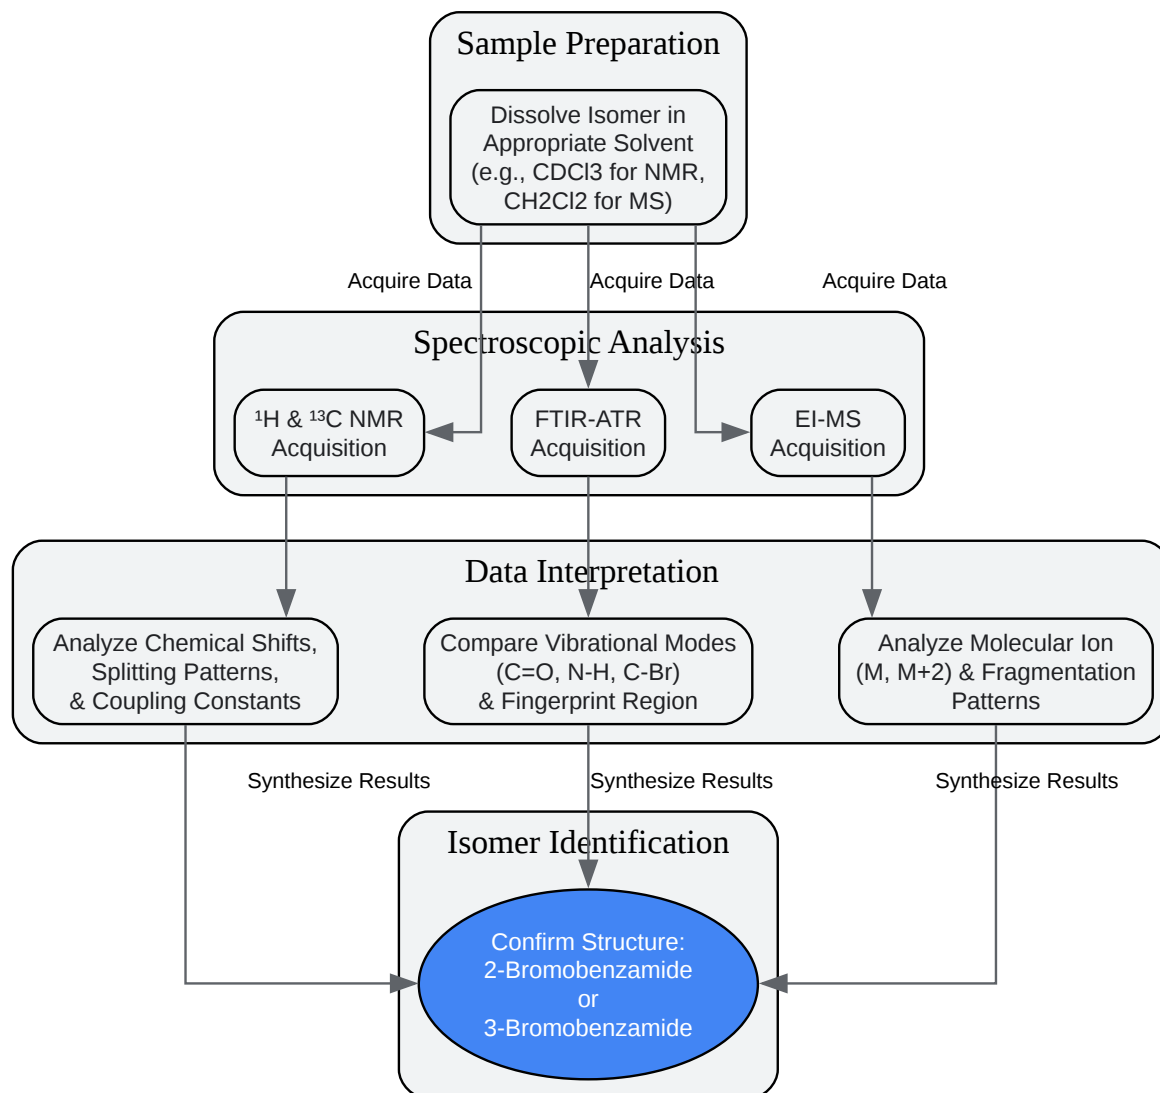 Sample Preparation
Dissolve Isomer in
Appropriate Solvent
(e.g., CDCl3 for NMR,
CH2Cl2 for MS)
Acquire Data
Acquire Data
Acquire Data
Spectroscopic Analysis
¹H & ¹³C NMR
Acquisition
FTIR-ATR
Acquisition
EI-MS
Acquisition
Data Interpretation
Analyze Chemical Shifts,
Splitting Patterns,
& Coupling Constants
Compare Vibrational Modes
(C=O, N-H, C-Br)
& Fingerprint Region
Analyze Molecular Ion
(M, M+2) & Fragmentation
Patterns
Synthesize Results
Synthesize Results
Synthesize Results
Isomer Identification
Confirm Structure:
2-Bromobenzamide
or
3-Bromobenzamide